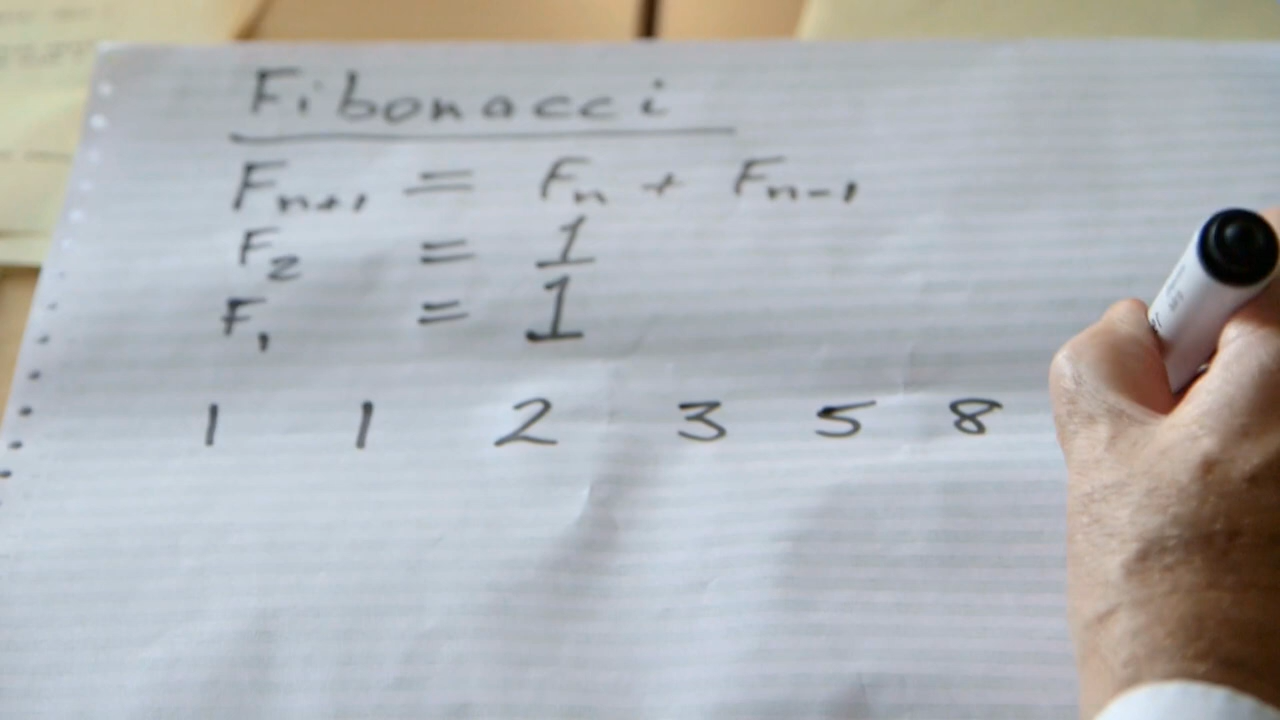 Fibonacci
Fn+1 = Fn + Fn-1
F2 = 1
F1 = 1
1 1 2 3 5 8